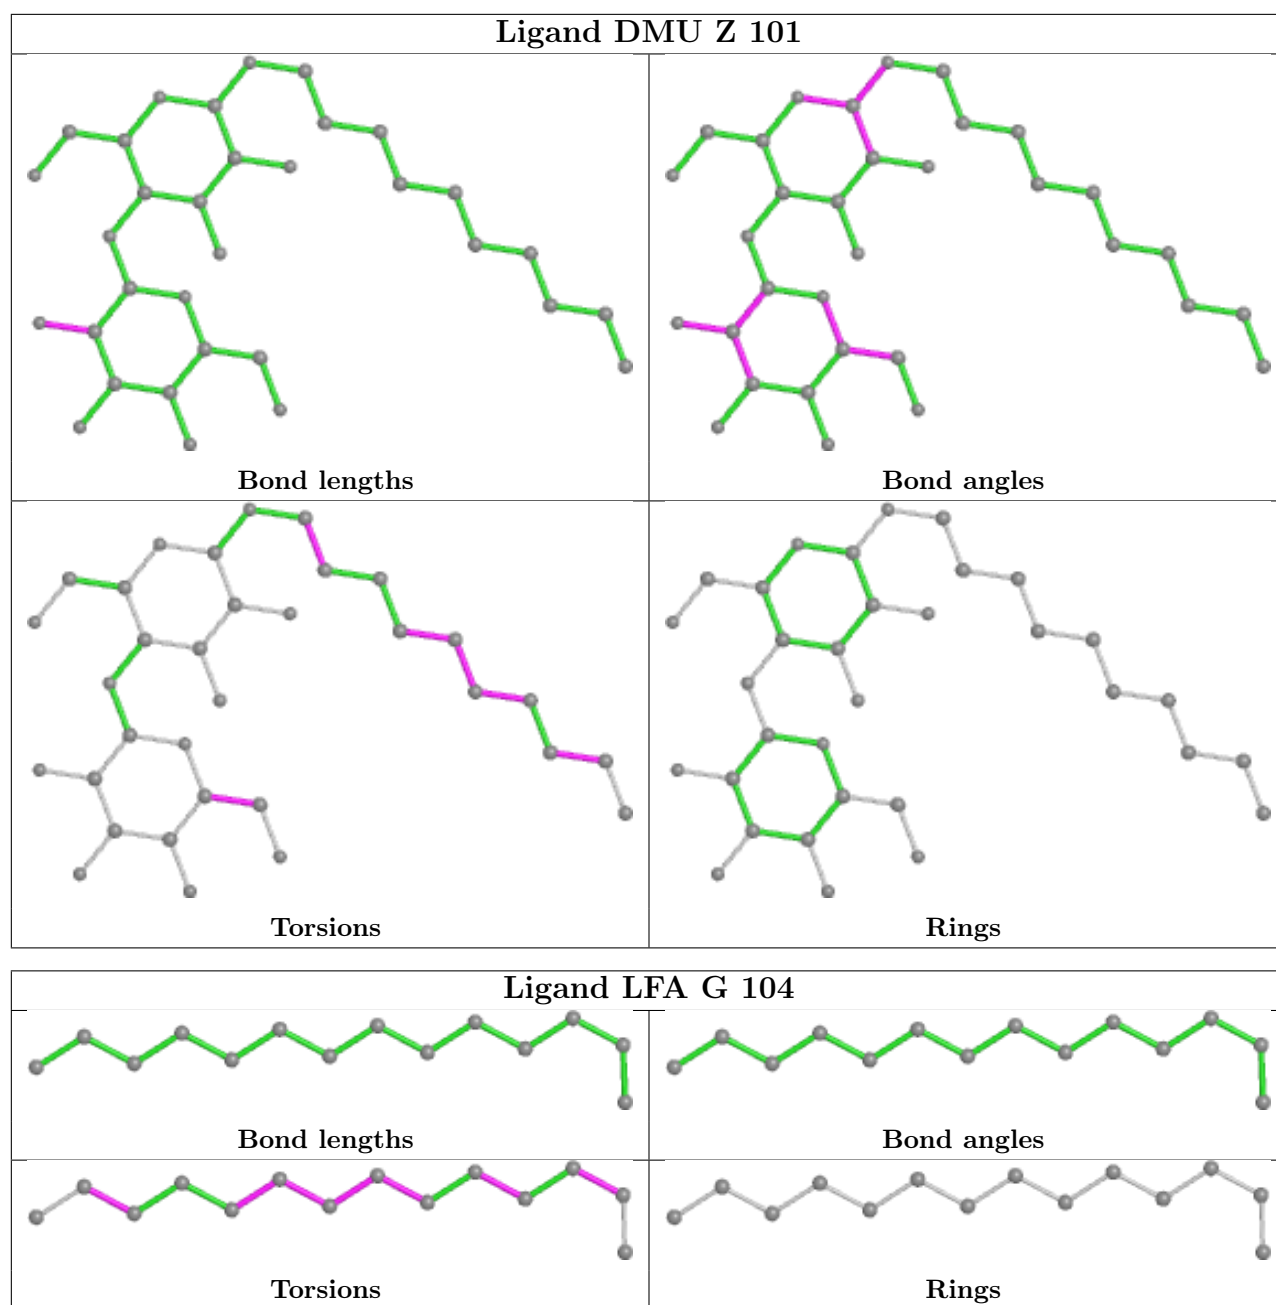 Ligand DMU Z 101
Bond lengths
Bond angles
Torsions
Rings
Ligand LFA G 104
Bond lengths
Bond angles
Torsions
Rings